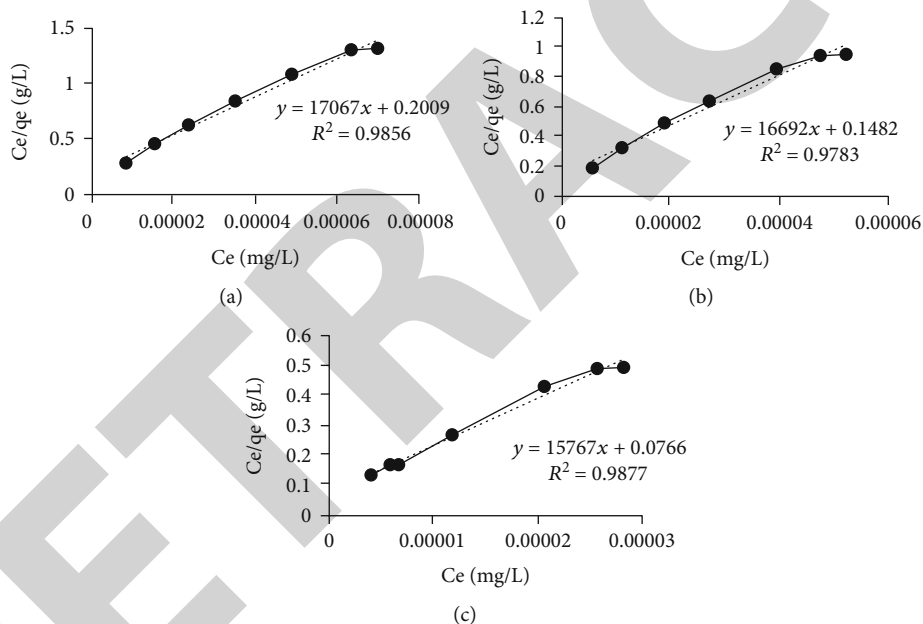 Ce/qe (g/L)
1.5
1
0.5
0
0
0.00002
0.00004
0.00006
0.00008
y = 17067x + 0.2009
R² = 0.9856
Ce (mg/L)
(a)
Ce/qe (g/L)
1.2
1
0.8
0.6
0.4
0.2
0
0
0.00002
0.00004
0.00006
y = 16692x + 0.1482
R² = 0.9783
Ce (mg/L)
(b)
Ce/qe (g/L)
0.6
0.5
0.4
0.3
0.2
0.1
0
0
0.00001
0.00002
0.00003
y = 15767x + 0.0766
R² = 0.9877
Ce (mg/L)
(c)
ETRAC